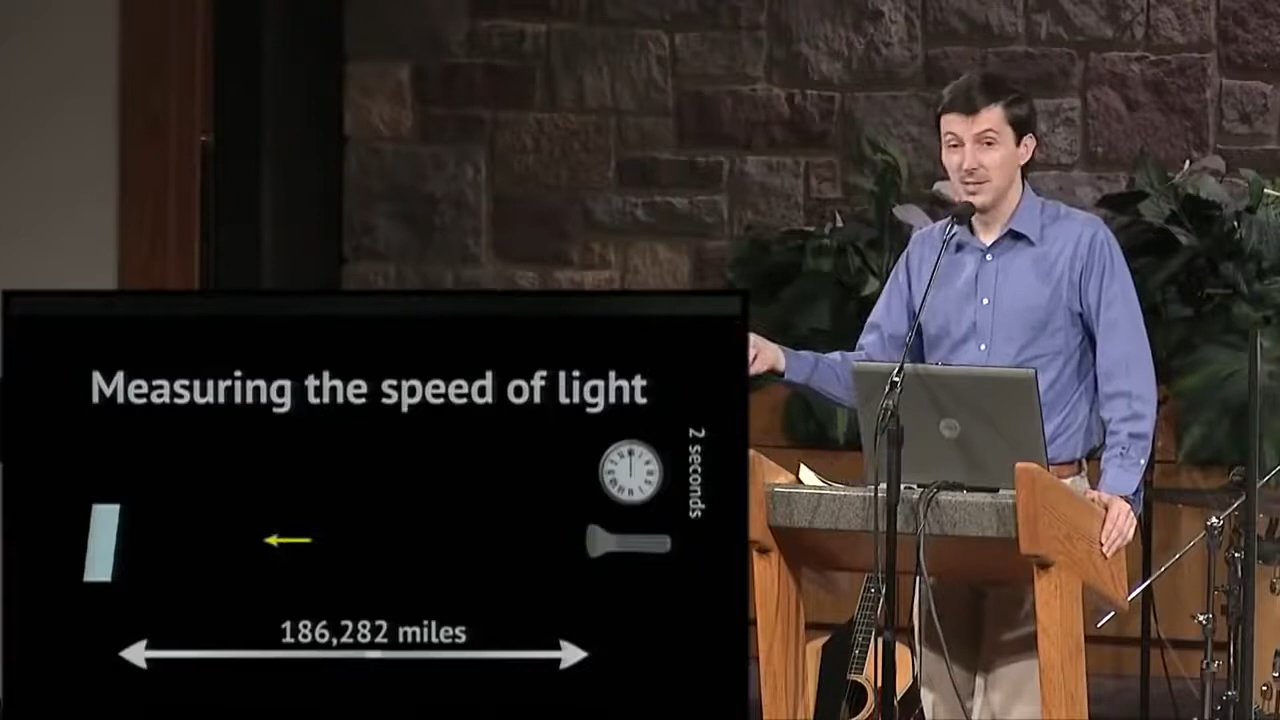 Measuring the speed of light
2 seconds
186,282 miles